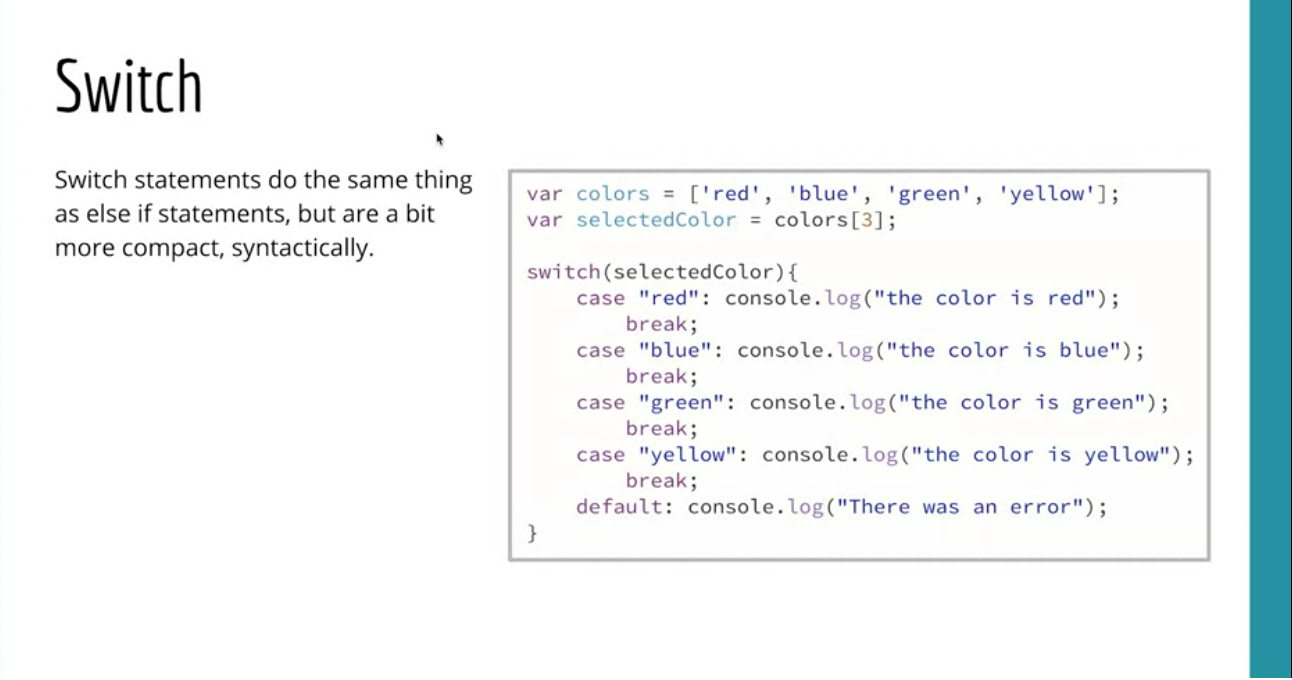 Switch
Switch statements do the same thing
as else if statements, but are a bit
more compact, syntactically.
var colors = ['red', 'blue', 'green', 'yellow'];
var selectedColor = colors[3];
switch(selectedColor){
    case "red": console.log("the color is red");
        break;
    case "blue": console.log("the color is blue");
        break;
    case "green": console.log("the color is green");
        break;
    case "yellow": console.log("the color is yellow");
        break;
    default: console.log("There was an error");
}